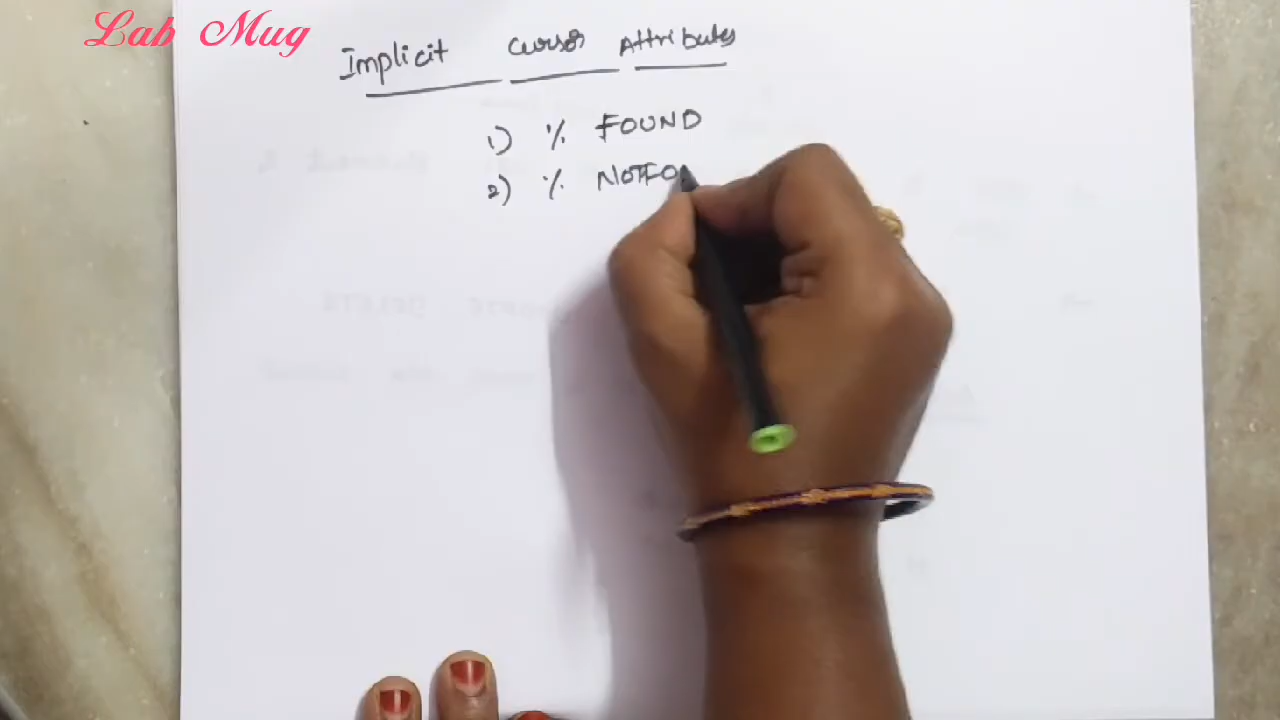 Lab Mug
Implicit Cursor Attributes
1) % FOUND
2) % NOTFO